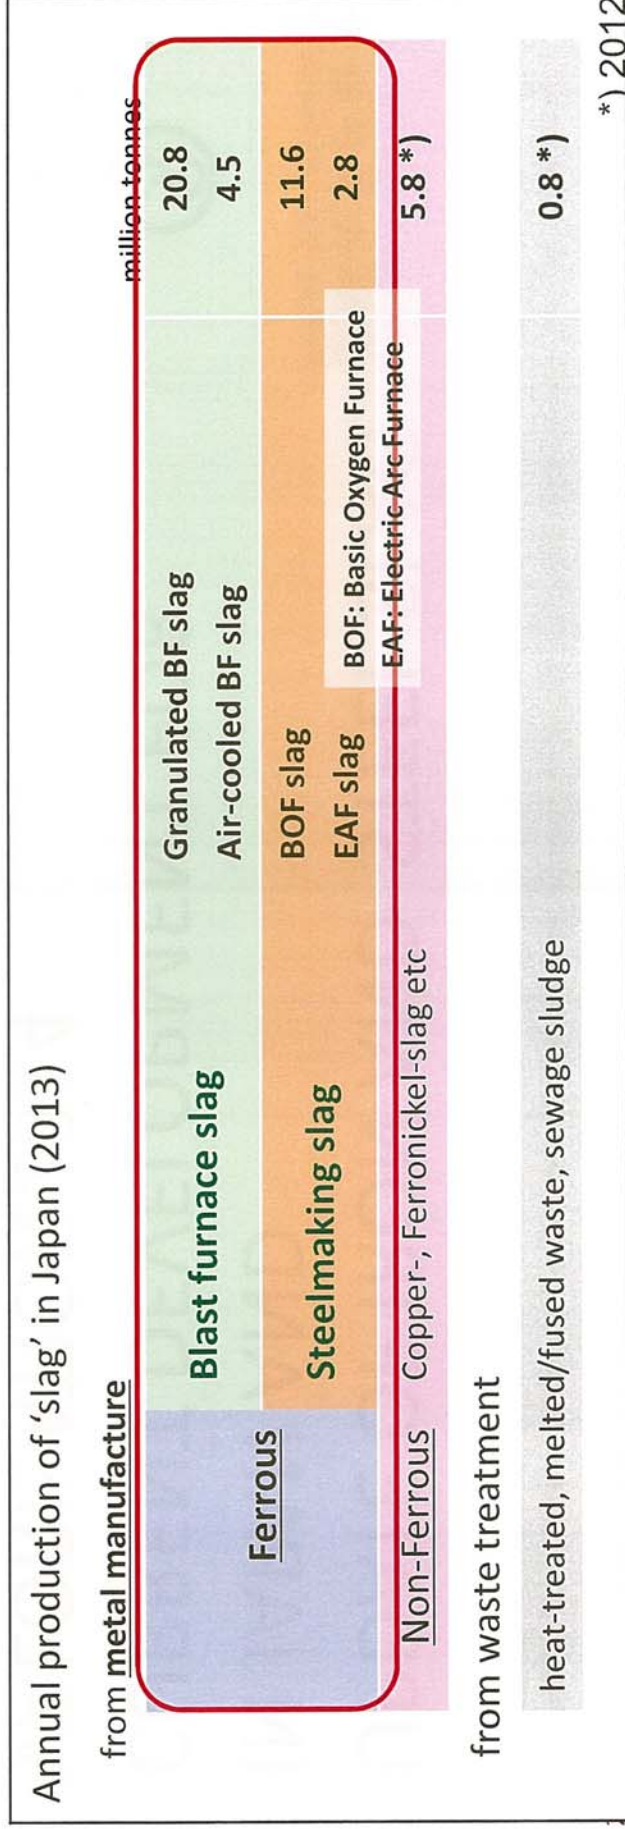 Annual production of 'slag' in Japan (2013)
from metal manufacture
million tonnes
Ferrous
Blast furnace slag
Granulated BF slag 20.8
Air-cooled BF slag 4.5
Steelmaking slag
BOF slag 11.6
EAF slag 2.8
BOF: Basic Oxygen Furnace
EAF: Electric Arc Furnace
Non-Ferrous Copper-, Ferronickel-slag etc 5.8 *)
from waste treatment
heat-treated, melted/fused waste, sewage sludge 0.8 *)
*) 2012